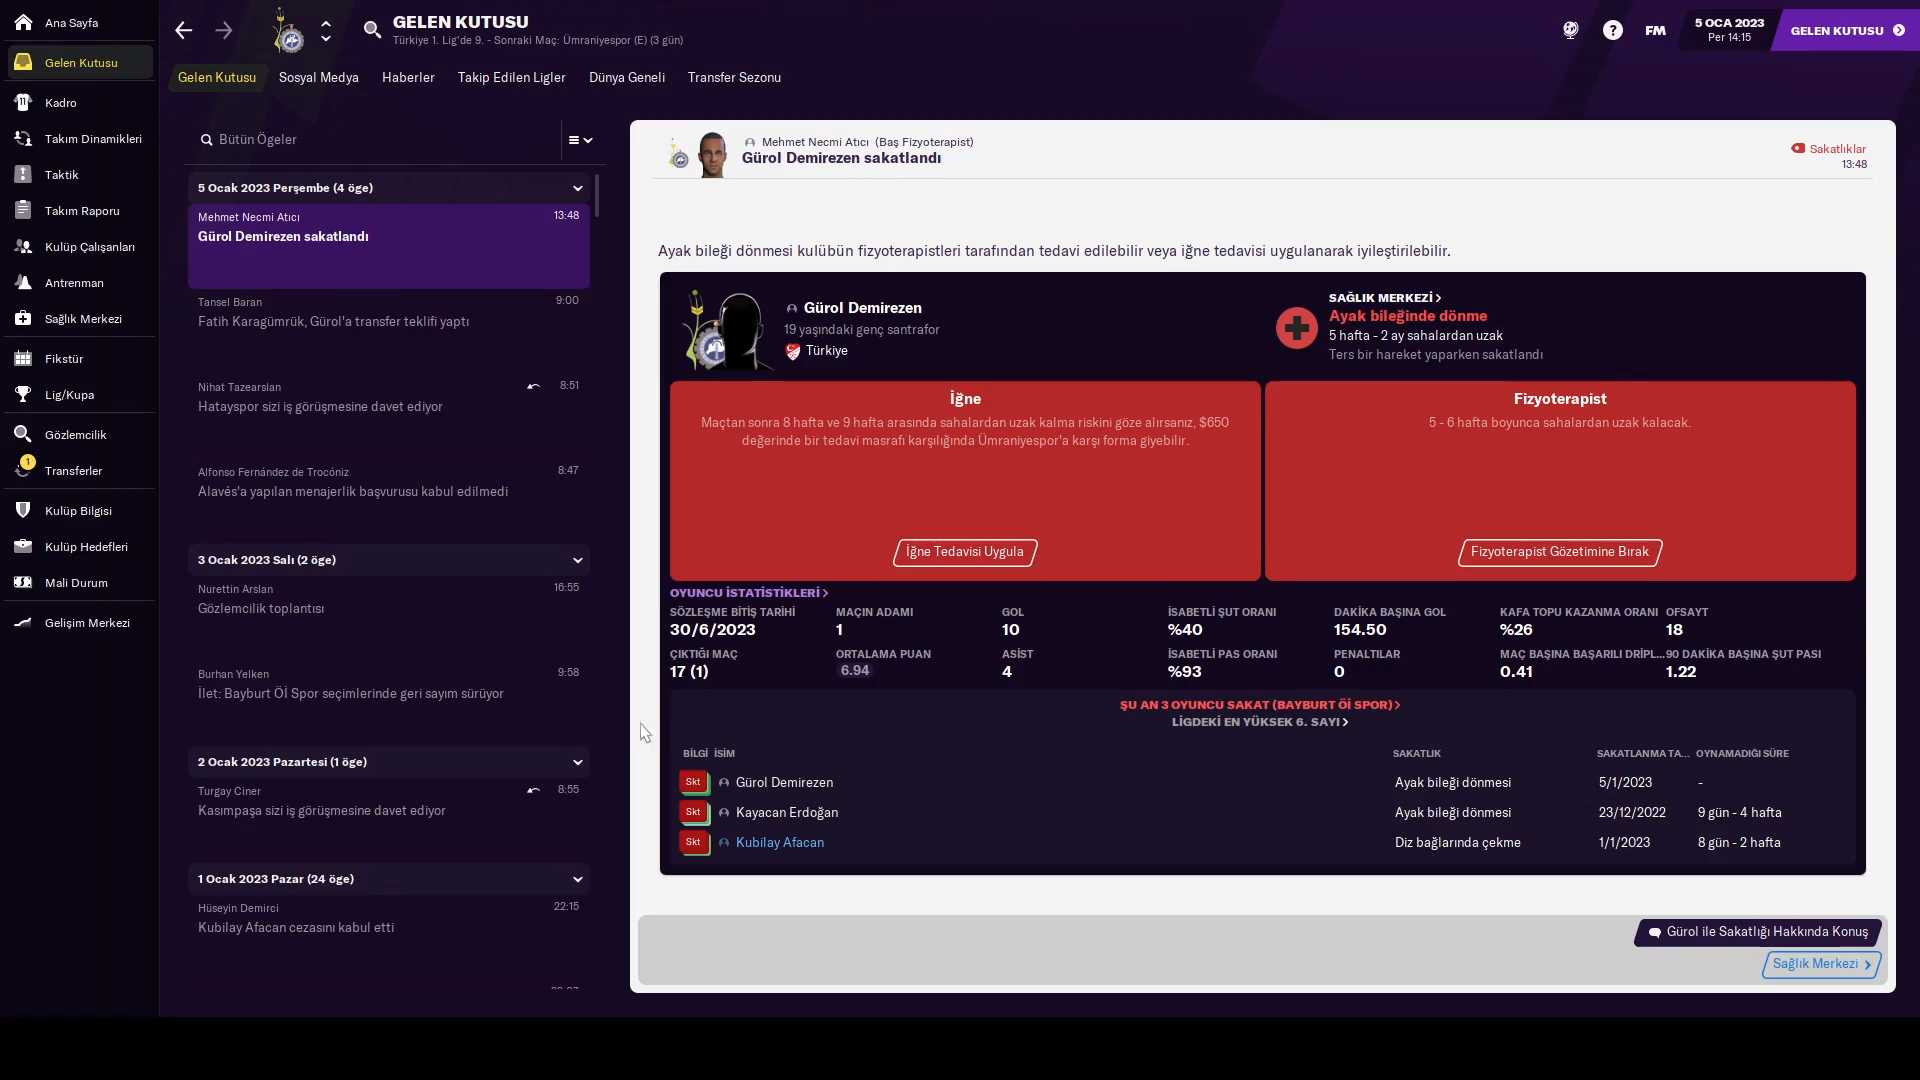 Ana Sayfa
Gelen Kutusu
Kadro
Takım Dinamikleri
Taktik
Takım Raporu
Kulüp Çalışanları
Antrenman
Sağlık Merkezi
Fikstür
Lig/Kupa
Gözlemcilik
1
Transferler
Kulüp Bilgisi
Kulüp Hedefleri
Mali Durum
Gelişim Merkezi
GELEN KUTUSU
Türkiye 1. Lig'de 9. - Sonraki Maç: Ümraniyespor (E) (3 gün)
FM
5 OCA 2023
Per 14:15
GELEN KUTUSU
Gelen Kutusu Sosyal Medya Haberler Takip Edilen Ligler Dünya Geneli Transfer Sezonu
Bütün Ögeler
5 Ocak 2023 Perşembe (4 öge)
Mehmet Necmi Atıcı 13:48
Gürol Demirezen sakatlandı
Tansel Baran 9:00
Fatih Karagümrük, Gürol'a transfer teklifi yaptı
Nihat Tazearslan 8:51
Hatayspor sizi iş görüşmesine davet ediyor
Alfonso Fernández de Trocóniz 8:47
Alavés'a yapılan menajerlik başvurusu kabul edilmedi
3 Ocak 2023 Salı (2 öge)
Nurettin Arslan 16:55
Gözlemcilik toplantısı
Burhan Yelken 9:58
İlet: Bayburt Öİ Spor seçimlerinde geri sayım sürüyor
2 Ocak 2023 Pazartesi (1 öge)
Turgay Ciner 8:55
Kasımpaşa sizi iş görüşmesine davet ediyor
1 Ocak 2023 Pazar (24 öge)
Hüseyin Demirci 22:15
Kubilay Afacan cezasını kabul etti
Mehmet Necmi Atıcı (Baş Fizyoterapist)
Gürol Demirezen sakatlandı
Sakatlıklar
13:48
Ayak bileği dönmesi kulübün fizyoterapistleri tarafından tedavi edilebilir veya iğne tedavisi uygulanarak iyileştirilebilir.
Gürol Demirezen
19 yaşındaki genç santrafor
Türkiye
SAĞLIK MERKEZİ
Ayak bileğinde dönme
5 hafta - 2 ay sahalardan uzak
Ters bir hareket yaparken sakatlandı
İğne
Maçtan sonra 8 hafta ve 9 hafta arasında sahalardan uzak kalma riskini göze alırsanız, $650
değerinde bir tedavi masrafı karşılığında Ümraniyespor'a karşı forma giyebilir.
İğne Tedavisi Uygula
Fizyoterapist
5 - 6 hafta boyunca sahalardan uzak kalacak.
Fizyoterapist Gözetimine Bırak
OYUNCU İSTATİSTİKLERİ
SÖZLEŞME BİTİŞ TARİHİ MAÇIN ADAMI GOL İSABETLİ ŞUT ORANI DAKİKA BAŞINA GOL KAFA TOPU KAZANMA ORANI OFSAYT
30/6/2023 1 10 %40 154.50 %26 18
ÇIKTIĞI MAÇ ORTALAMA PUAN ASİST İSABETLİ PAS ORANI PENALTILAR MAÇ BAŞINA BAŞARILI DRİPL... 90 DAKİKA BAŞINA ŞUT PASI
17 (1) 6.94 4 %93 0 0.41 1.22
ŞU AN 3 OYUNCU SAKAT (BAYBURT Öİ SPOR)
LİGDEKİ EN YÜKSEK 6. SAYI
BİLGİ İSİM SAKATLIK SAKATLANMA TA... OYNAMADIĞI SÜRE
Skt Gürol Demirezen Ayak bileği dönmesi 5/1/2023 -
Skt Kayacan Erdoğan Ayak bileği dönmesi 23/12/2022 9 gün - 4 hafta
Skt Kubilay Afacan Diz bağlarında çekme 1/1/2023 8 gün - 2 hafta
Gürol ile Sakatlığı Hakkında Konuş
Sağlık Merkezi